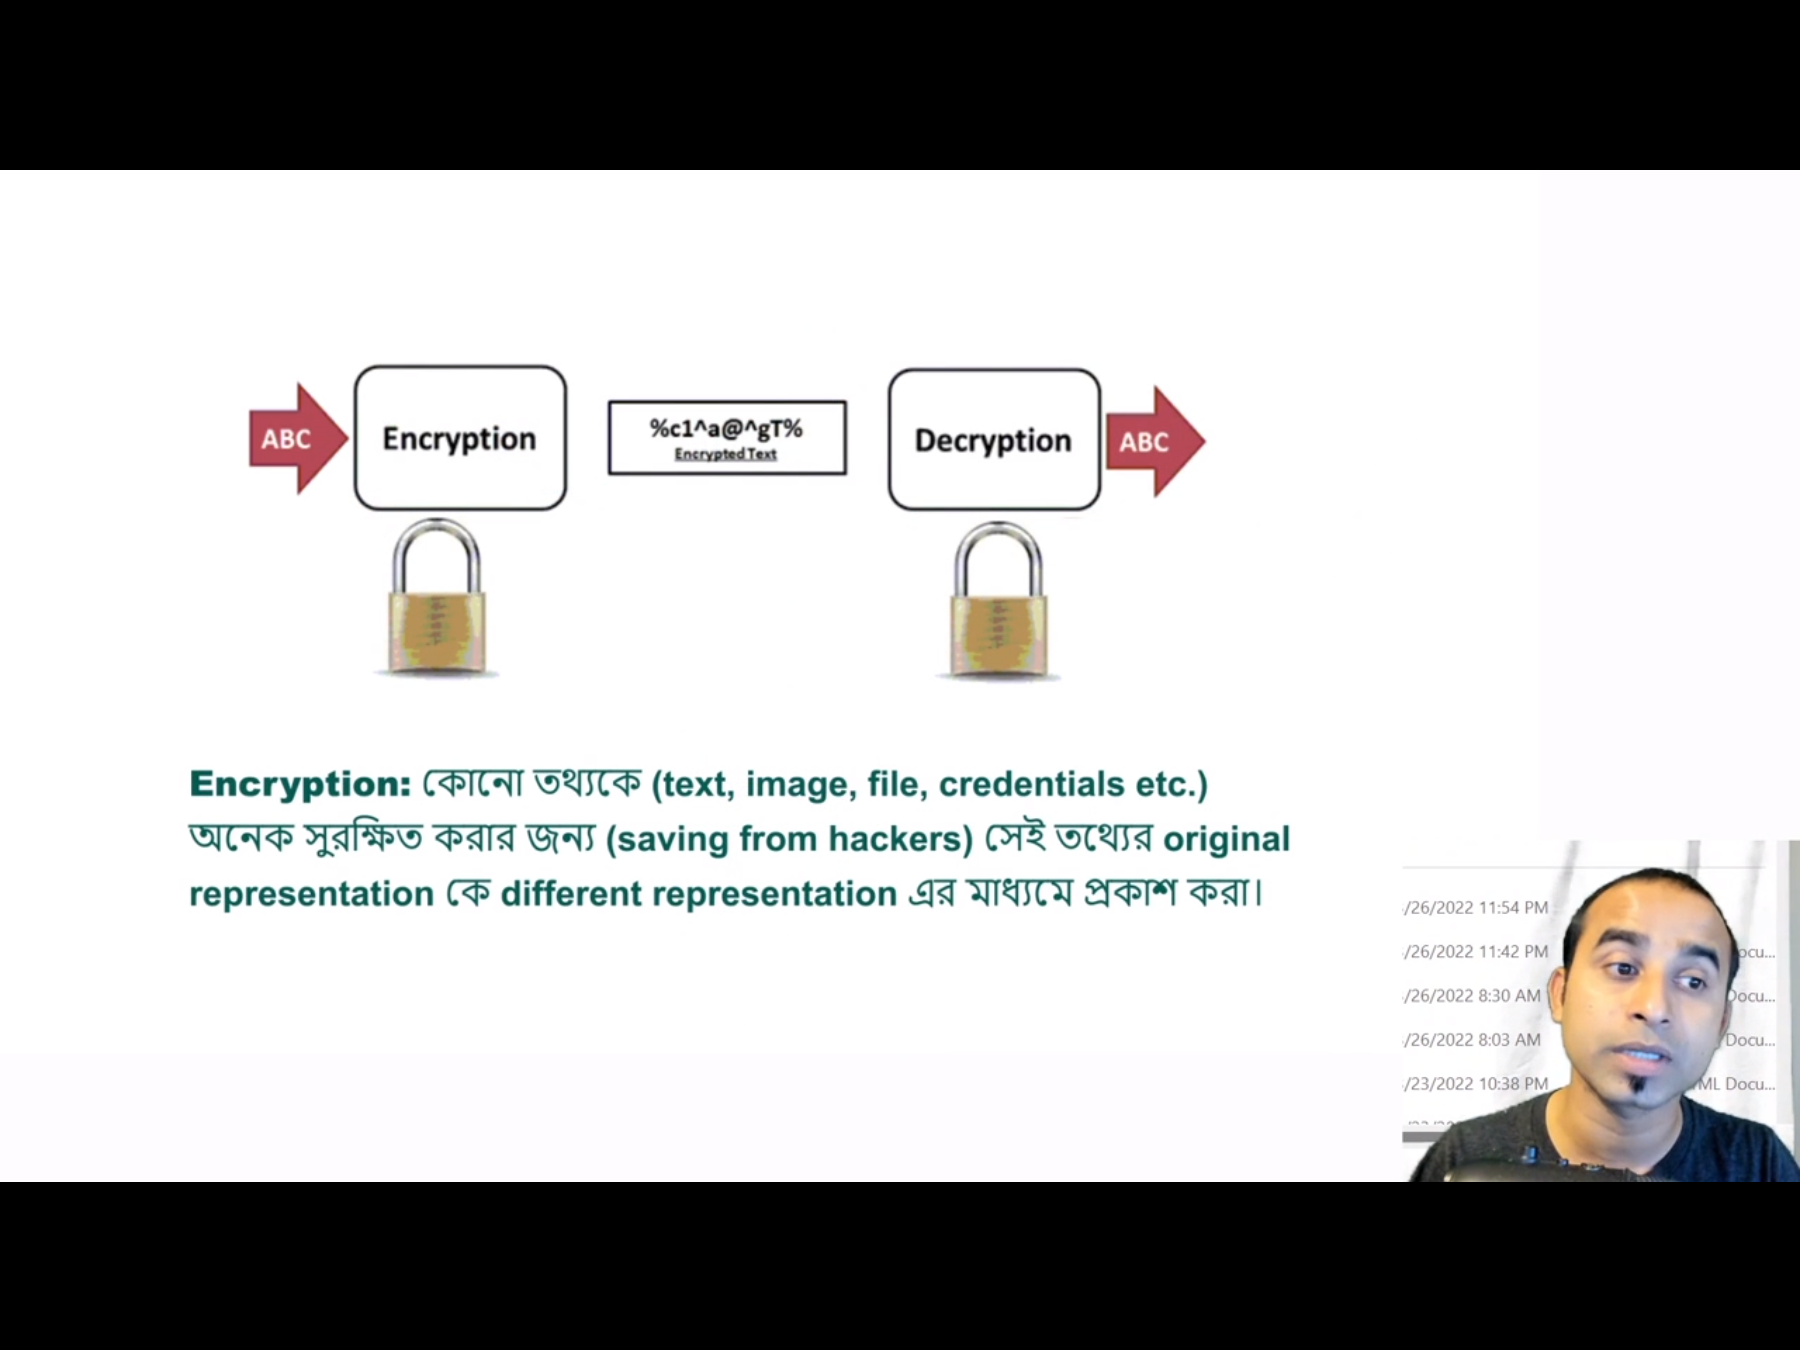 ABC
Encryption
%c1^a@^gT%
Encrypted Text
Decryption
ABC
Encryption: কোনো তথ্যকে (text, image, file, credentials etc.)
অনেক সুরক্ষিত করার জন্য (saving from hackers) সেই তথ্যের original
representation কে different representation এর মাধ্যমে প্রকাশ করা।
/26/2022 11:54 PM
/26/2022 11:42 PM ocu...
/26/2022 8:30 AM Docu...
/26/2022 8:03 AM Docu...
/23/2022 10:38 PM ML Docu...